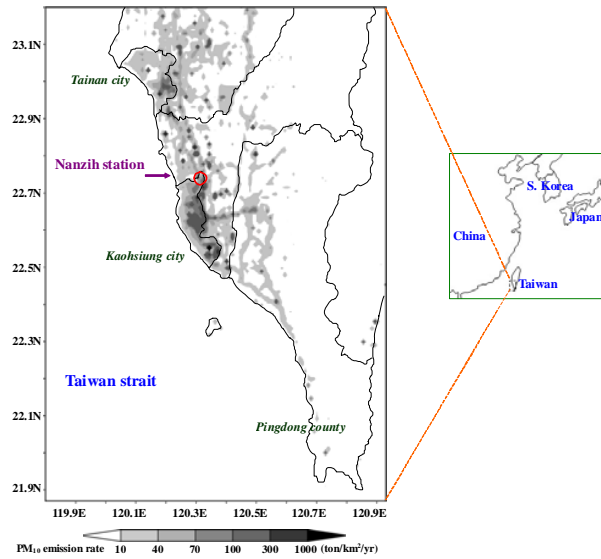 23.1N
Tainan city
22.9N
Nanzih station
22.7N
Kaohsiung city
22.5N
22.3N
Taiwan strait
22.1N
Pingdong county
21.9N
119.9E 120.1E 120.3E 120.5E 120.7E 120.9E
PM10 emission rate 10 40 70 100 300 1000 (ton/km²/yr)
S. Korea
Japan
China
Taiwan